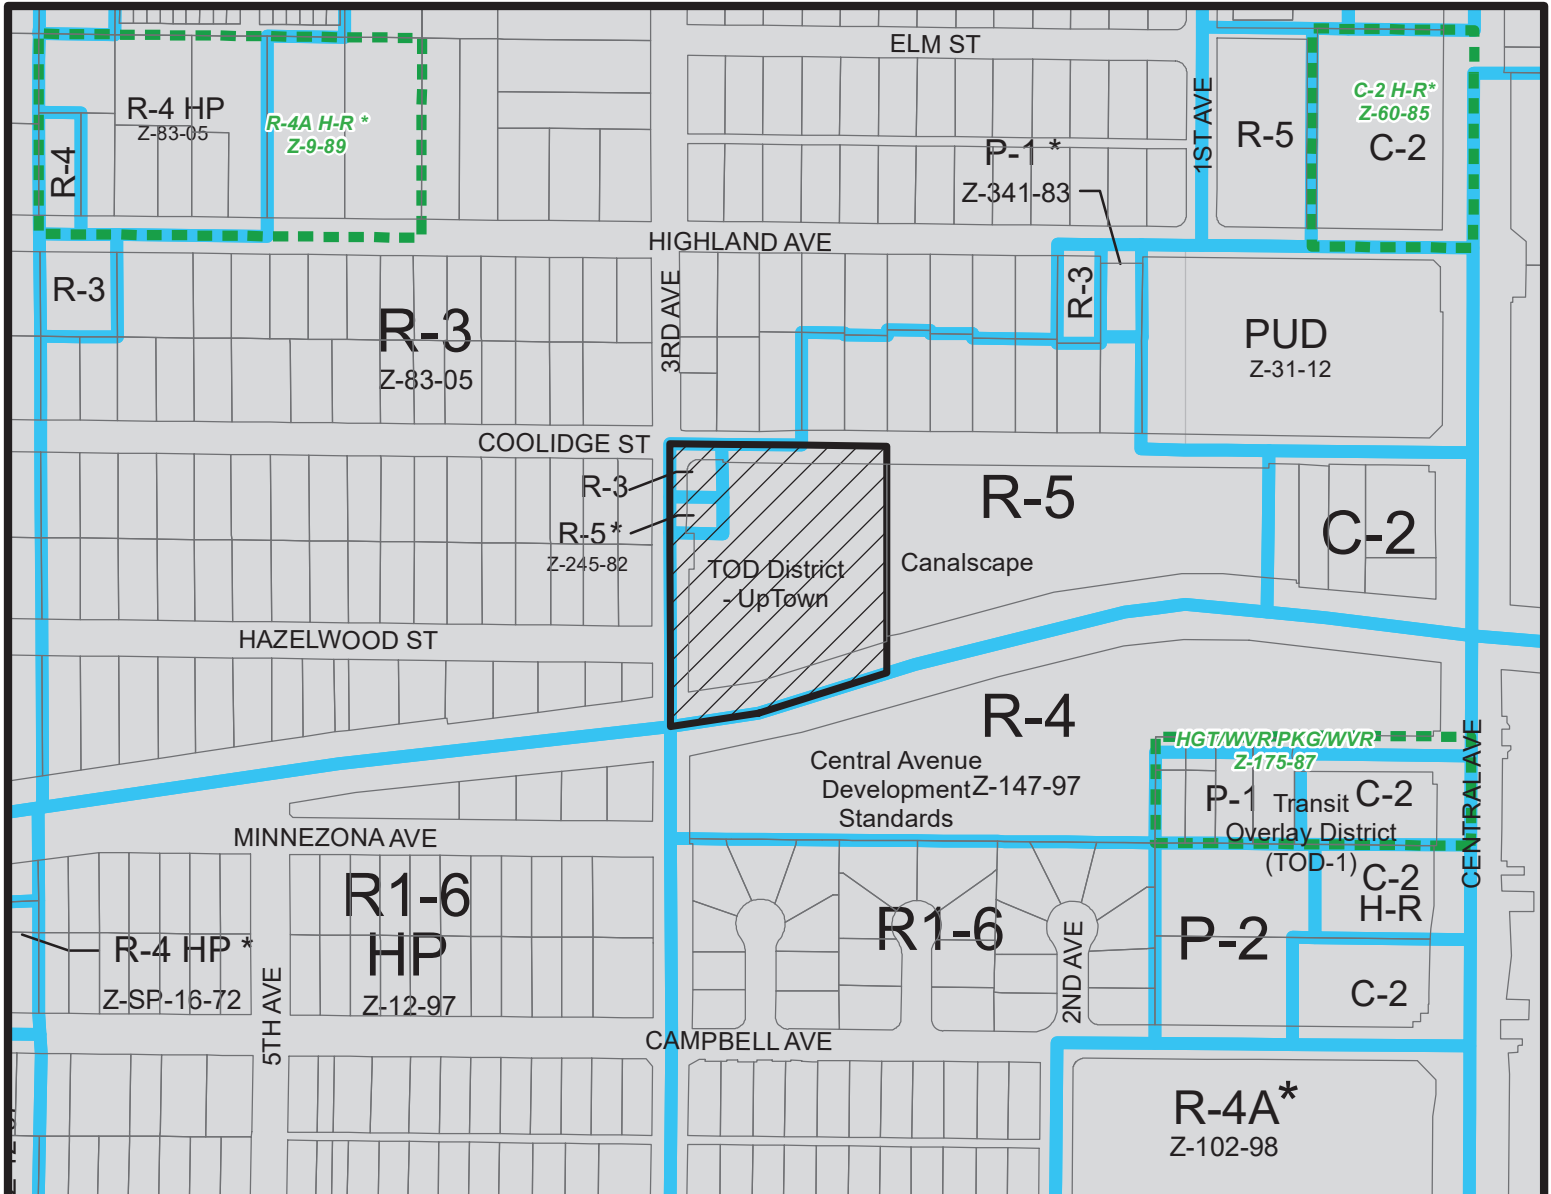 ELM ST
R-4 HP
Z-83-05
R-4A H-R *
Z-9-89
R-4
P-1 *
Z-341-83
1ST AVE
R-5
C-2 H-R*
Z-60-85
C-2
HIGHLAND AVE
R-3
R-3
Z-83-05
3RD AVE
R-3
PUD
Z-31-12
COOLIDGE ST
R-3
R-5*
Z-245-82
TOD District
- UpTown
R-5
Canalscape
C-2
HAZELWOOD ST
R-4
Central Avenue
Development
Standards
Z-147-97
HGT/WVR PKG/WVR
Z-175-87
P-1
C-2
Transit
Overlay District
(TOD-1)
CENTRAL AVE
MINNEZONA AVE
R1-6
HP
Z-12-97
R-4 HP *
Z-SP-16-72
5TH AVE
R1-6
2ND AVE
P-2
C-2
H-R
C-2
CAMPBELL AVE
R-4A*
Z-102-98